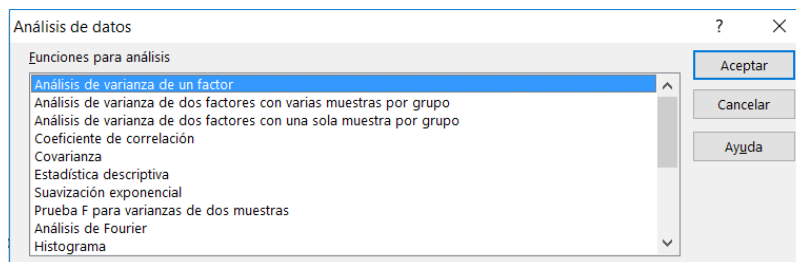 Análisis de datos
?
Funciones para análisis
Aceptar
Análisis de varianza de un factor
Análisis de varianza de dos factores con varias muestras por grupo
Cancelar
Análisis de varianza de dos factores con una sola muestra por grupo
Coeficiente de correlación
Ayuda
Covarianza
Estadística descriptiva
Suavización exponencial
Prueba F para varianzas de dos muestras
Análisis de Fourier
Histograma